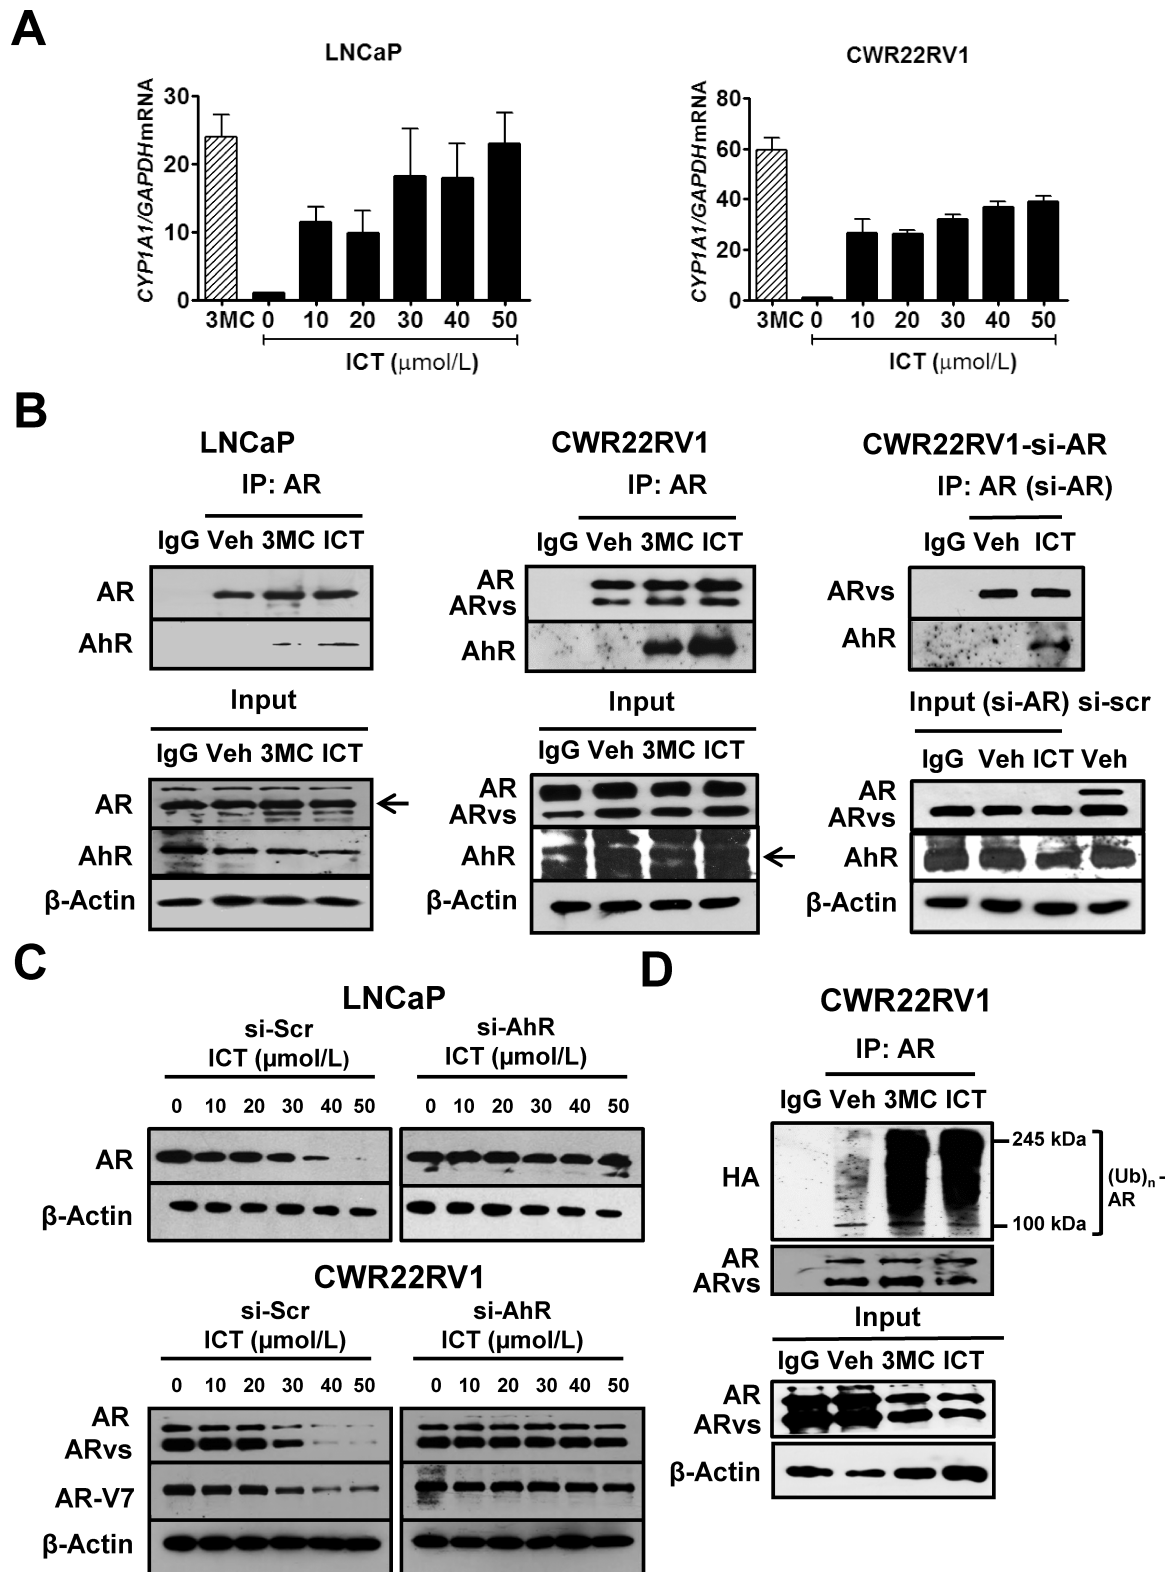 A
LNCaP
CWR22RV1
CYP1A1/GAPDH mRNA
30
20
10
0
3MC 0 10 20 30 40 50
ICT (μmol/L)
CYP1A1/GAPDH mRNA
80
60
40
20
0
3MC 0 10 20 30 40 50
ICT (μmol/L)
B
LNCaP
IP: AR
IgG Veh 3MC ICT
AR
AhR
Input
IgG Veh 3MC ICT
AR
AhR
β-Actin
CWR22RV1
IP: AR
IgG Veh 3MC ICT
AR
ARvs
AhR
Input
IgG Veh 3MC ICT
AR
ARvs
AhR
β-Actin
CWR22RV1-si-AR
IP: AR (si-AR)
IgG Veh ICT
ARvs
AhR
Input (si-AR) si-scr
IgG Veh ICT Veh
AR
ARvs
AhR
β-Actin
C
LNCaP
si-Scr
ICT (μmol/L)
0 10 20 30 40 50
si-AhR
ICT (μmol/L)
0 10 20 30 40 50
AR
β-Actin
CWR22RV1
si-Scr
ICT (μmol/L)
0 10 20 30 40 50
si-AhR
ICT (μmol/L)
0 10 20 30 40 50
AR
ARvs
AR-V7
β-Actin
D
CWR22RV1
IP: AR
IgG Veh 3MC ICT
HA
245 kDa
100 kDa
(Ub)n-
AR
AR
ARvs
Input
IgG Veh 3MC ICT
AR
ARvs
β-Actin